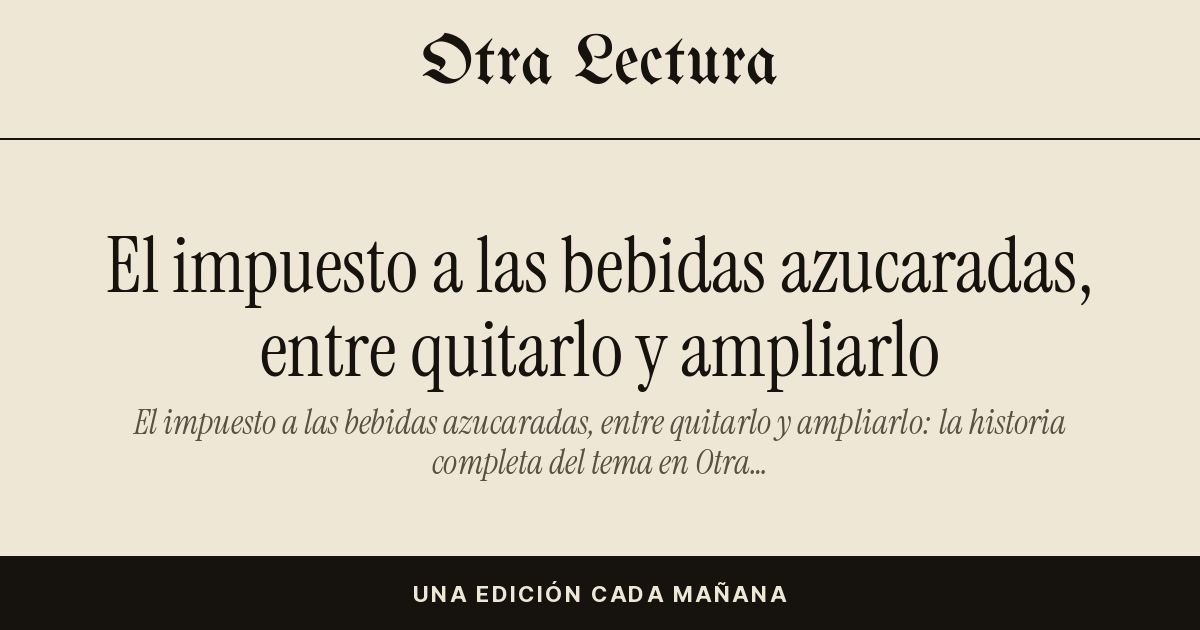 Otra Lectura
El impuesto a las bebidas azucaradas,
entre quitarlo y ampliarlo
El impuesto a las bebidas azucaradas, entre quitarlo y ampliarlo: la historia
completa del tema en Otra...
UNA EDICIÓN CADA MAÑANA